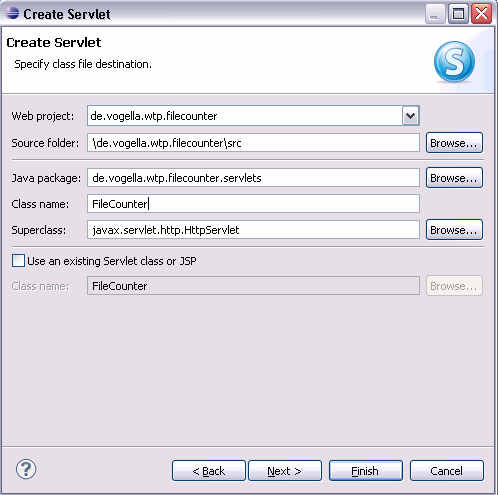 Create Servlet
Create Servlet
Specify class file destination.
S
Web project: de.vogella.wtp.filecounter
Source folder: \de.vogella.wtp.filecounter\src Browse...
Java package: de.vogella.wtp.filecounter.servlets Browse...
Class name: FileCounter
Superclass: javax.servlet.http.HttpServlet Browse...
Use an existing Servlet class or JSP
Class name: FileCounter Browse...
? < Back Next > Finish Cancel